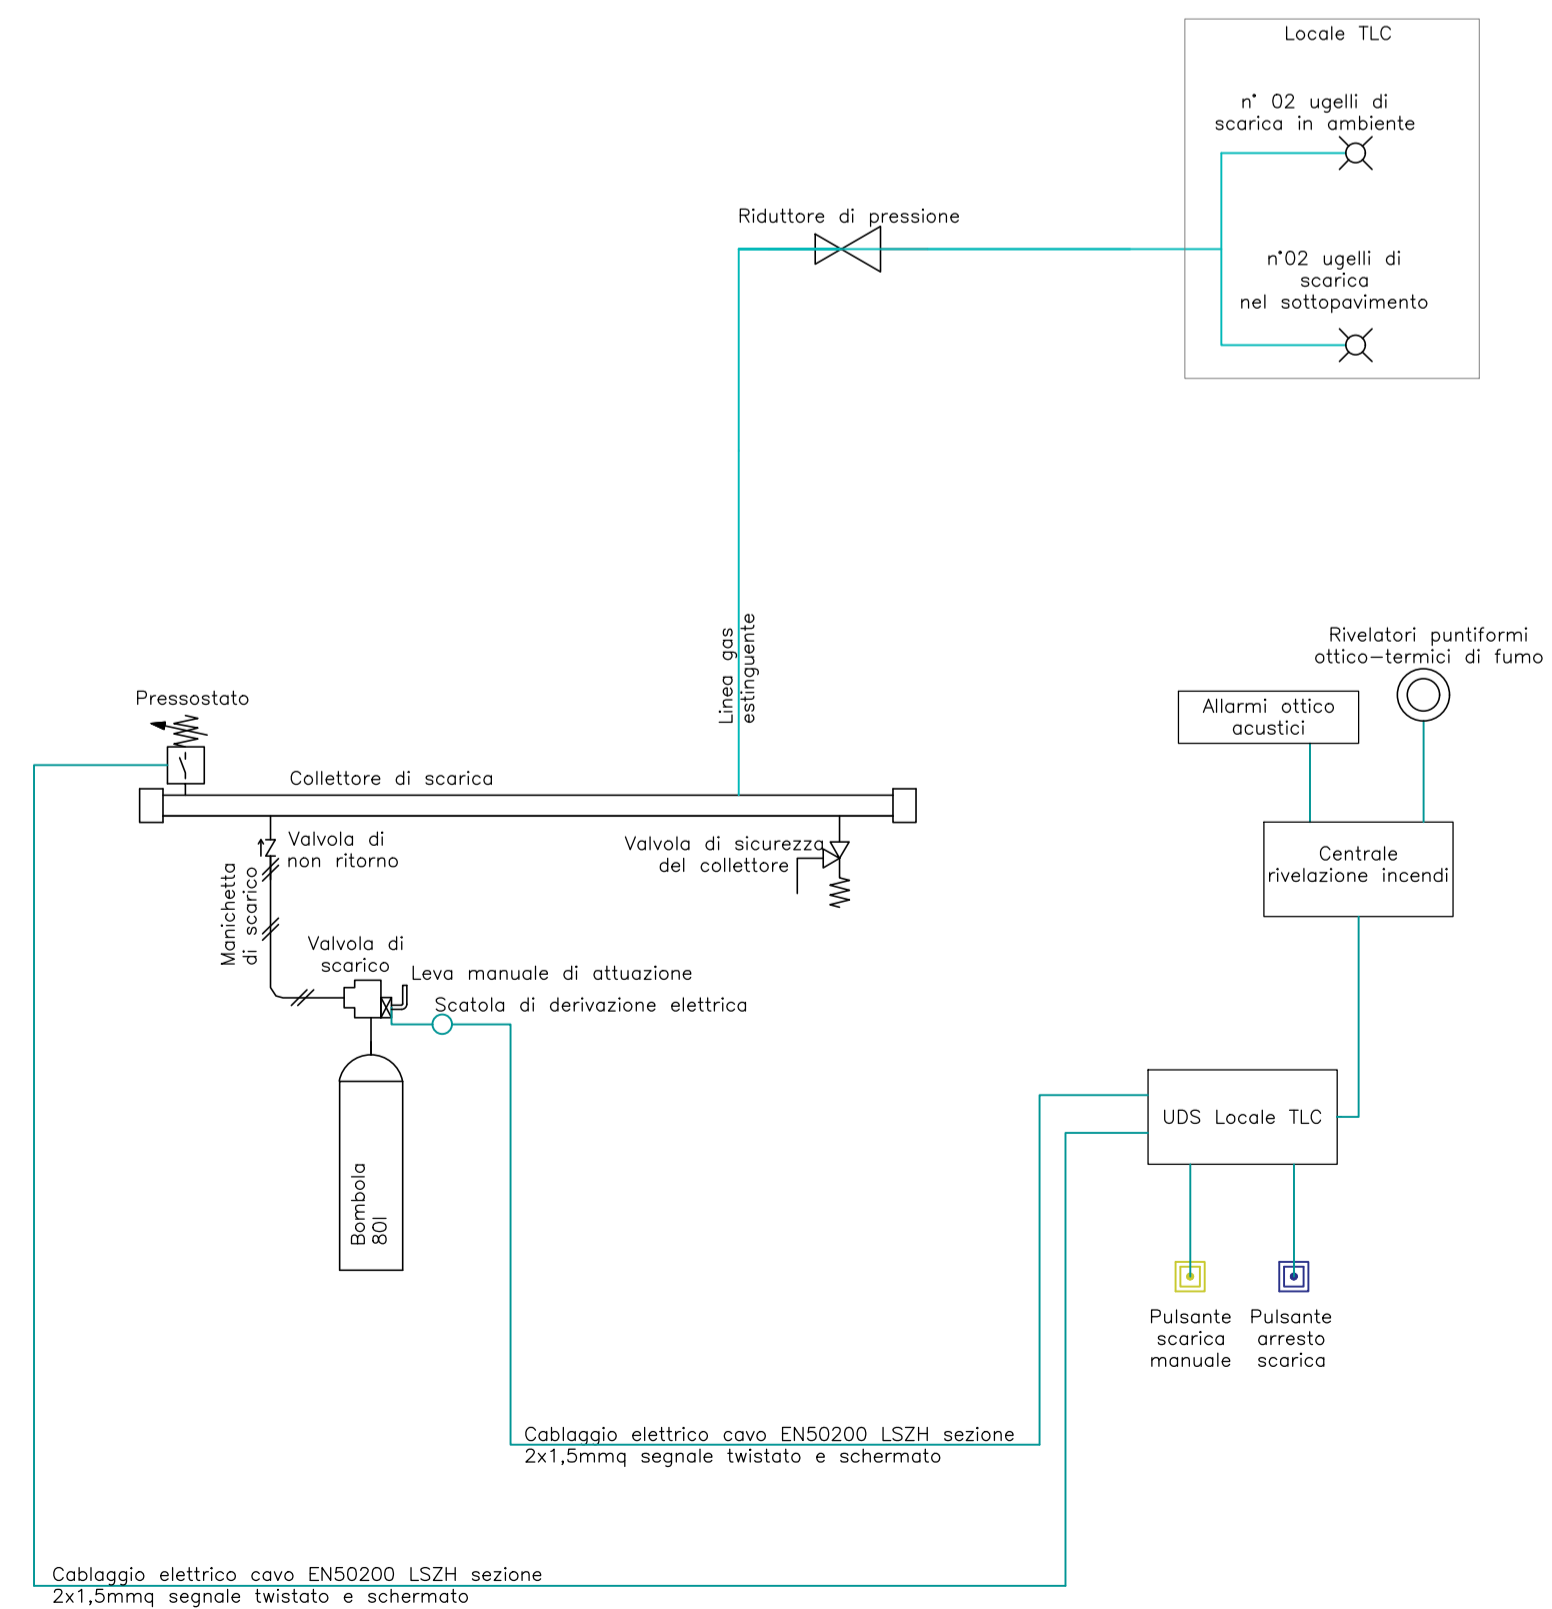 Locale TLC
n° 02 ugelli di
scarica in ambiente
Riduttore di pressione
n°02 ugelli di
scarica
nel sottopavimento
Linea gas
estinguente
Rivelatori puntiformi
ottico-termici di fumo
Pressostato
Allarmi ottico
acustici
Collettore di scarica
Valvola di
non ritorno
Valvola di sicurezza
del collettore
Centrale
rivelazione incendi
Manichetta
di scarico
Valvola di
scarico
Leva manuale di attuazione
Scatola di derivazione elettrica
UDS Locale TLC
Bombola
80l
Pulsante
scarica
manuale
Pulsante
arresto
scarica
Cablaggio elettrico cavo EN50200 LSZH sezione
2x1,5mmq segnale twistato e schermato
Cablaggio elettrico cavo EN50200 LSZH sezione
2x1,5mmq segnale twistato e schermato